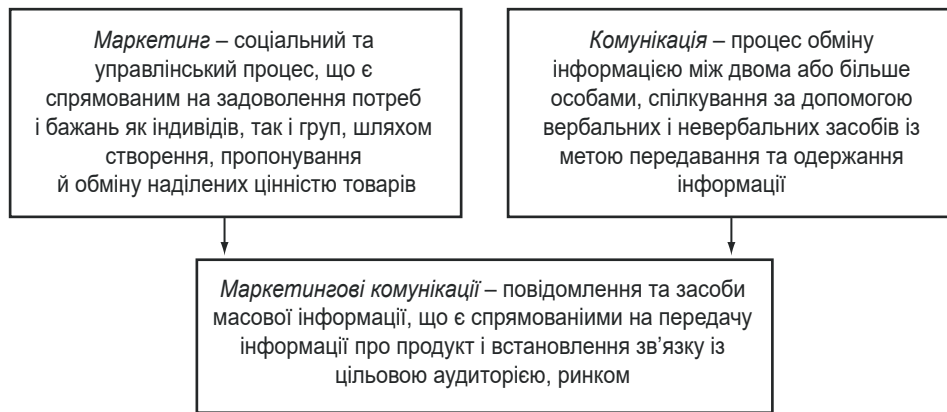 Маркетинг – соціальний та
управлінський процес, що є
спрямованим на задоволення потреб
і бажань як індивідів, так і груп, шляхом
створення, пропонування
й обміну наділених цінністю товарів
Комунікація – процес обміну
інформацією між двома або більше
особами, спілкування за допомогою
вербальних і невербальних засобів із
метою передавання та одержання
інформації
Маркетингові комунікації – повідомлення та засоби
масової інформації, що є спрямованіими на передачу
інформації про продукт і встановлення зв’язку із
цільовою аудиторією, ринком